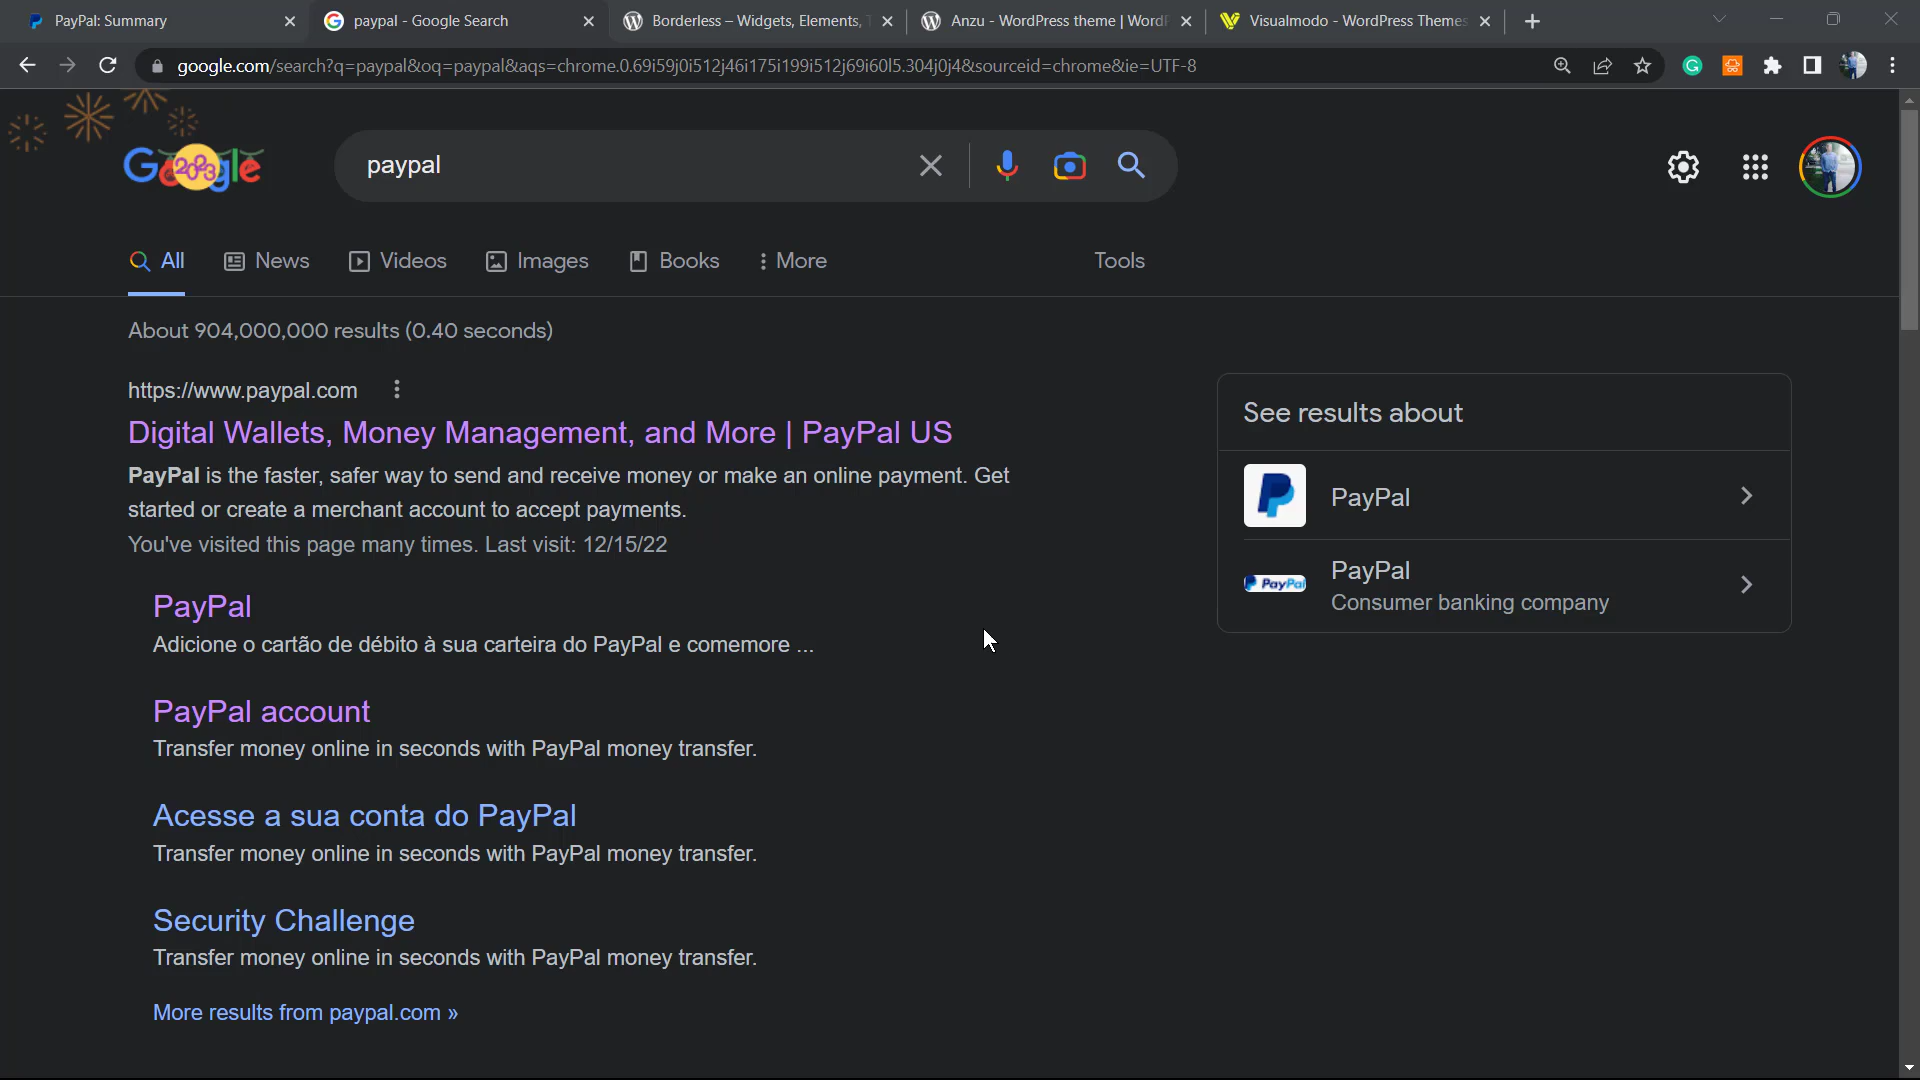 PayPal: Summary
paypal - Google Search
Borderless – Widgets, Elements,
Anzu - WordPress theme | Word
Visualmodo - WordPress Themes
google.com/search?q=paypal&oq=paypal&aqs=chrome.0.69i59j0i512j46i175i199i512j69i60l5.304j0j4&sourceid=chrome&ie=UTF-8
Google
2023
paypal
All
News
Videos
Images
Books
More
Tools
About 904,000,000 results (0.40 seconds)
https://www.paypal.com
Digital Wallets, Money Management, and More | PayPal US
PayPal is the faster, safer way to send and receive money or make an online payment. Get
started or create a merchant account to accept payments.
You've visited this page many times. Last visit: 12/15/22
PayPal
Adicione o cartão de débito à sua carteira do PayPal e comemore ...
PayPal account
Transfer money online in seconds with PayPal money transfer.
Acesse a sua conta do PayPal
Transfer money online in seconds with PayPal money transfer.
Security Challenge
Transfer money online in seconds with PayPal money transfer.
More results from paypal.com »
See results about
PayPal
PayPal
PayPal
Consumer banking company